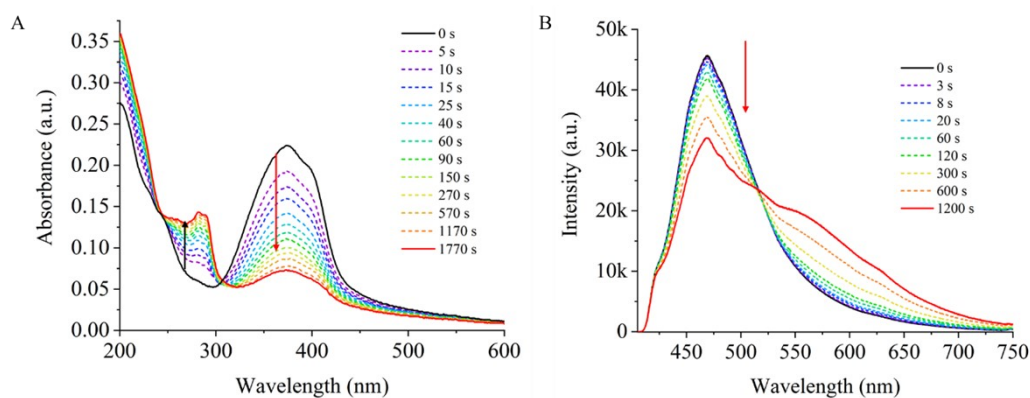 A
Absorbance (a.u.)
0.35
0.30
0.25
0.20
0.15
0.10
0.05
0.00
200
300
400
500
600
Wavelength (nm)
0 s
5 s
10 s
15 s
25 s
40 s
60 s
90 s
150 s
270 s
570 s
1170 s
1770 s
B
Intensity (a.u.)
50k
40k
30k
20k
10k
0
450
500
550
600
650
700
750
Wavelength (nm)
0 s
3 s
8 s
20 s
60 s
120 s
300 s
600 s
1200 s